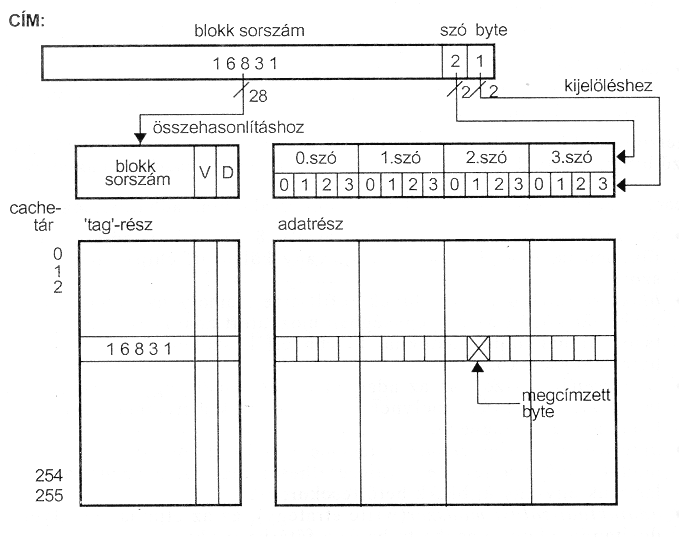 CÍM:
blokk sorszám szó byte
16831 2 1
28 2 2 kijelöléshez
összehasonlításhoz
blokk sorszám V D
0.szó 1.szó 2.szó 3.szó
0 1 2 3 0 1 2 3 0 1 2 3 0 1 2 3
cache-
tár 'tag'-rész adatrész
0
1
2
16831
megcímzett
byte
254
255